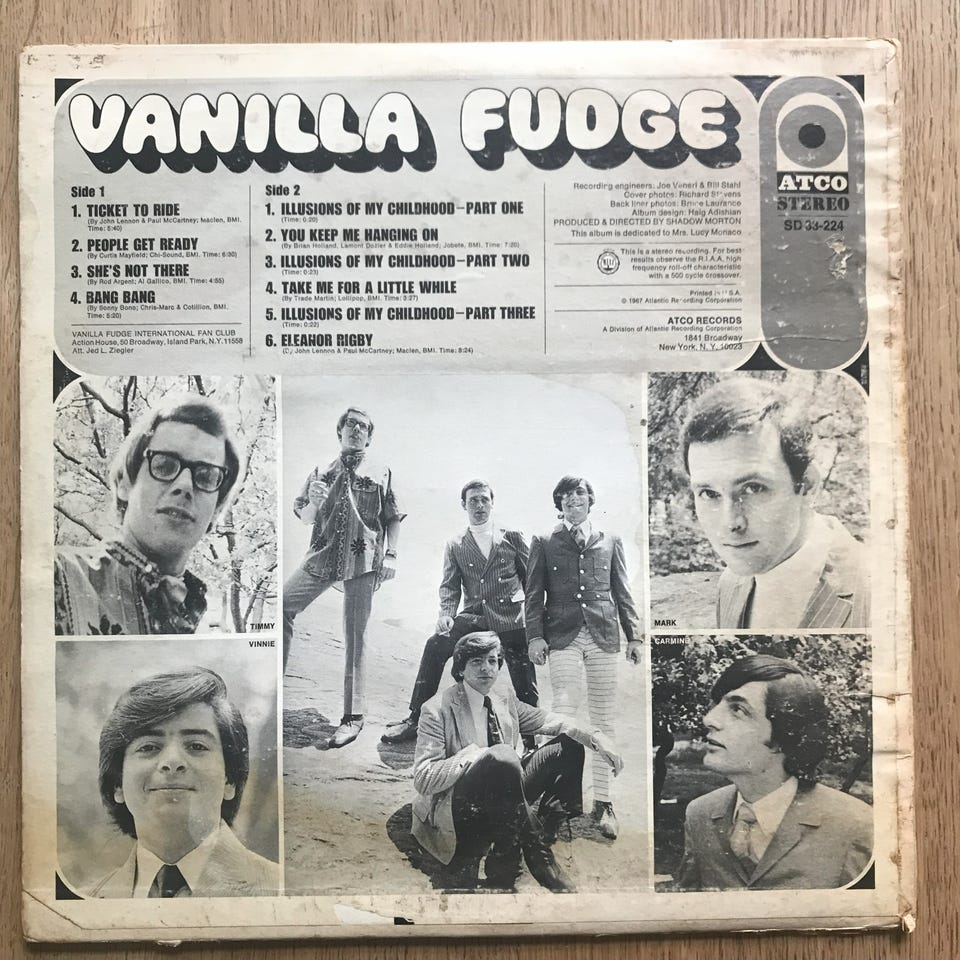 VANILLA FUDGE
Side 1
1. TICKET TO RIDE
(By John Lennon & Paul McCartney; Maclen, BMI.
Time: 5:40)
2. PEOPLE GET READY
(By Curtis Mayfield; Chi-Sound, BMI. Time: 6:30)
3. SHE'S NOT THERE
(By Rod Argent; Al Gallico, BMI. Time: 4:55)
4. BANG BANG
(By Sonny Bono; Chris-Marc & Cotillion, BMI.
Time: 5:20)
VANILLA FUDGE INTERNATIONAL FAN CLUB
Action House, 50 Broadway, Island Park, N.Y. 11558
Att. Jed L. Ziegler
Side 2
1. ILLUSIONS OF MY CHILDHOOD—PART ONE
(Time: 0:20)
2. YOU KEEP ME HANGING ON
(By Brian Holland, Lamont Dozier & Eddie Holland; Jobete, BMI. Time: 7:20)
3. ILLUSIONS OF MY CHILDHOOD—PART TWO
(Time: 0:23)
4. TAKE ME FOR A LITTLE WHILE
(By Trade Martin; Lollipop, BMI. Time: 3:27)
5. ILLUSIONS OF MY CHILDHOOD—PART THREE
(Time: 0:22)
6. ELEANOR RIGBY
(By John Lennon & Paul McCartney; Maclen, BMI. Time: 8:24)
Recording engineers: Joe Veneri & Bill Stahl
Cover photos: Richard Stevens
Back liner photos: Bruce Laurance
Album design: Haig Adishian
PRODUCED & DIRECTED BY SHADOW MORTON
This album is dedicated to Mrs. Lucy Monaco
This is a stereo recording. For best
results observe the R.I.A.A. high
frequency roll-off characteristic
with a 500 cycle crossover.
Printed in U.S.A.
© 1967 Atlantic Recording Corporation
ATCO RECORDS
A Division of Atlantic Recording Corporation
1841 Broadway
New York, N. Y. 10023
ATCO
STEREO
SD 33-224
TIMMY
VINNIE
MARK
CARMINE